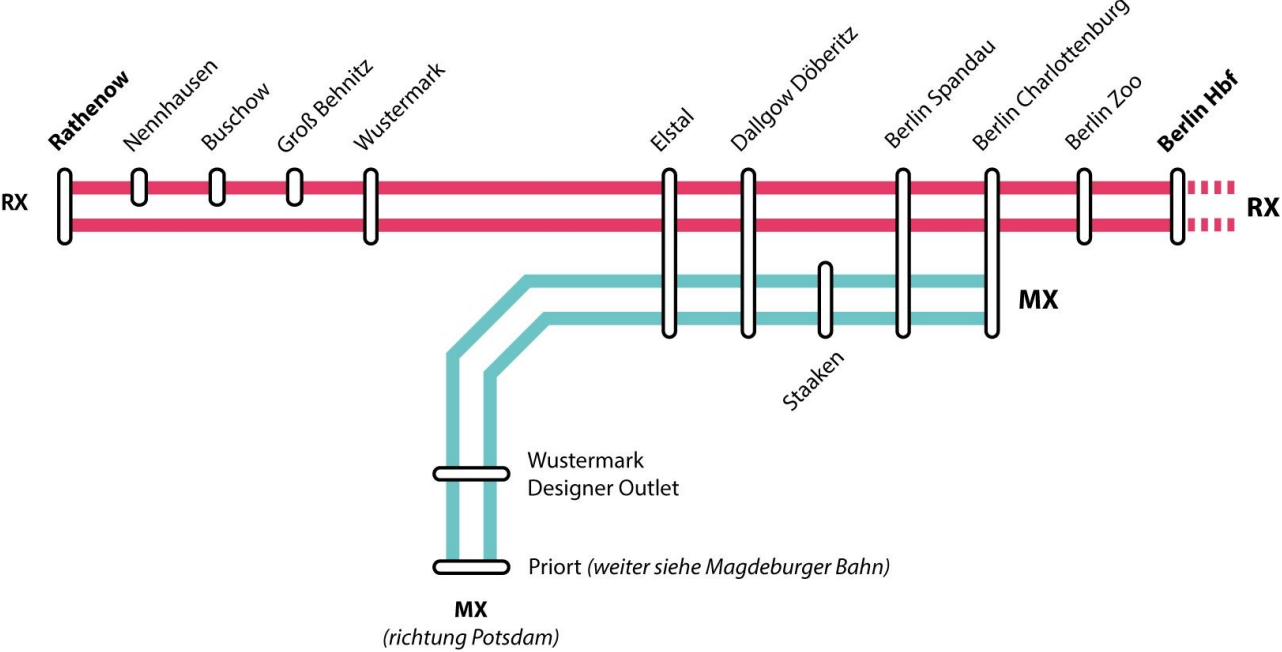 Rathenow
Nennhausen
Buschow
Groß Behnitz
Wustermark
Elstal
Dallgow Döberitz
Berlin Spandau
Berlin Charlottenburg
Berlin Zoo
Berlin Hbf
RX
RX
MX
Staaken
Wustermark
Designer Outlet
Priort (weiter siehe Magdeburger Bahn)
MX
(richtung Potsdam)